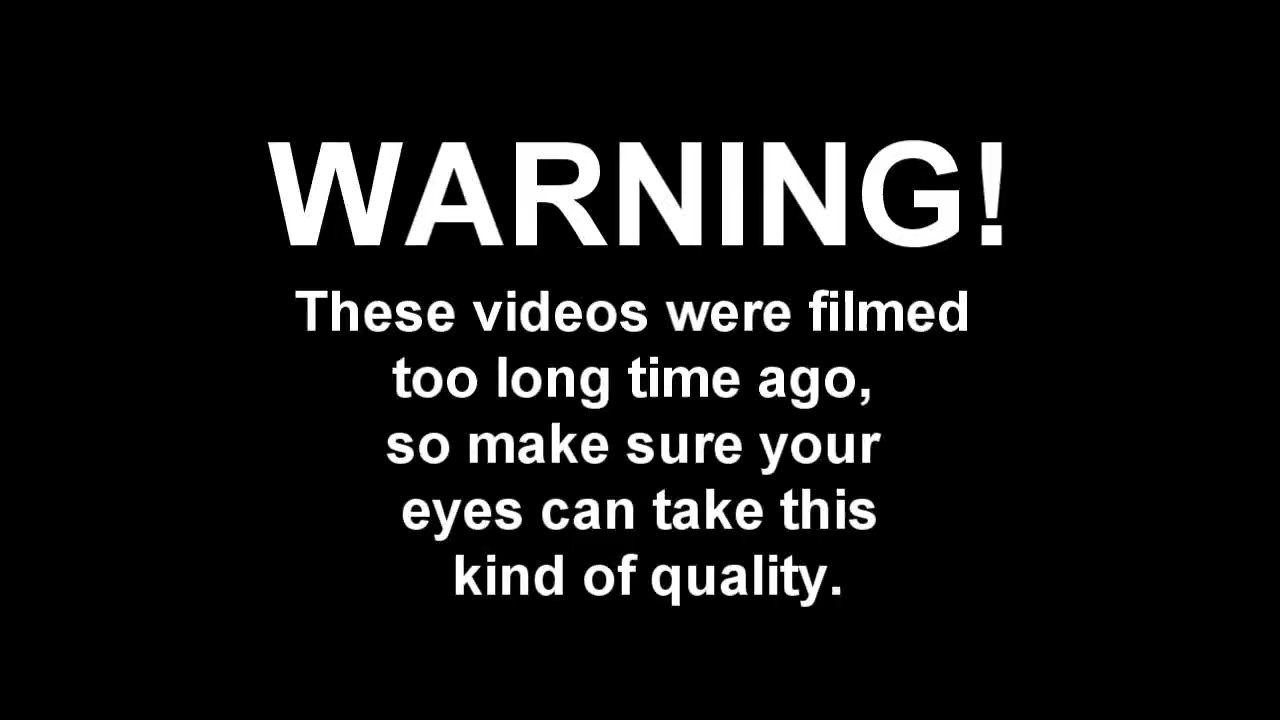 WARNING!
These videos were filmed
too long time ago,
so make sure your
eyes can take this
kind of quality.